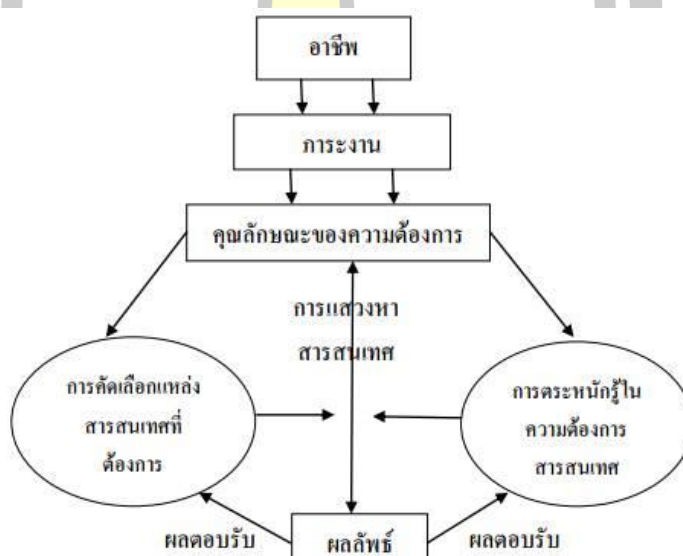 อาชีพ
ภาระงาน
คุณลักษณะของความต้องการ
การแสวงหา
สารสนเทศ
การคัดเลือกแหล่ง
สารสนเทศที่
ต้องการ
การตระหนักรู้ใน
ความต้องการ
สารสนเทศ
ผลตอบรับ
ผลลัพธ์
ผลตอบรับ